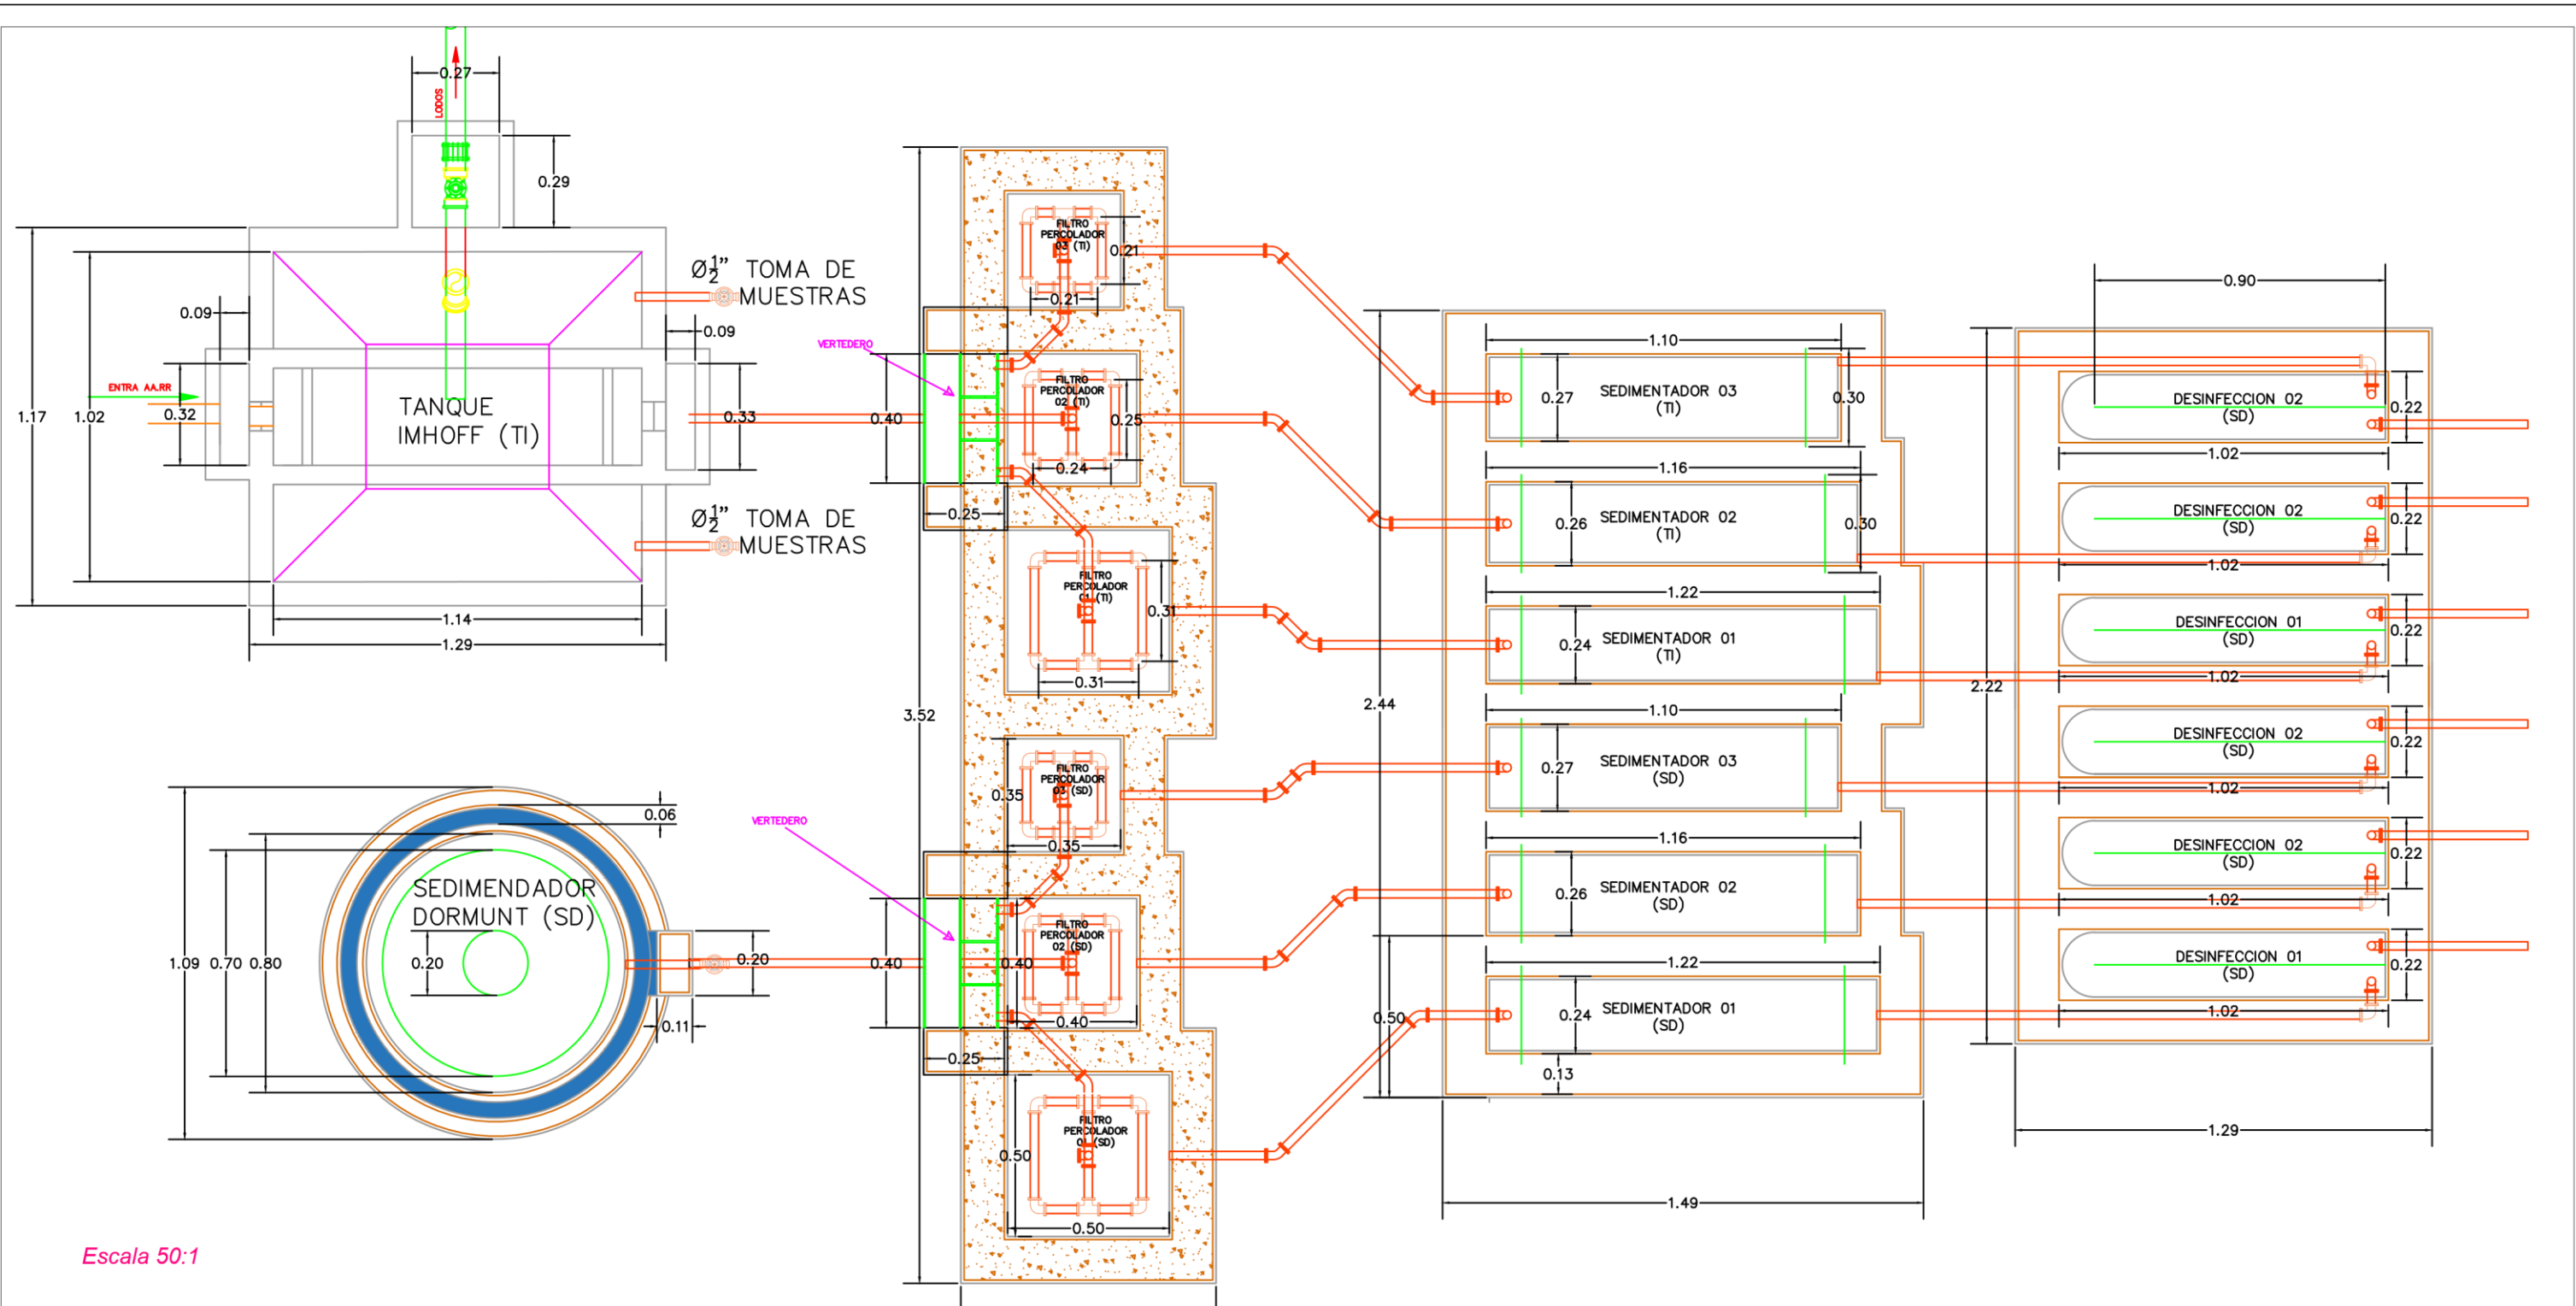 0.27
LODOS
0.29
Ø½" TOMA DE
MUESTRAS
0.09
0.09
ENTRA AA.RR
1.17
1.02
0.32
TANQUE
IMHOFF (TI)
0.33
Ø½" TOMA DE
MUESTRAS
1.14
1.29
SEDIMENDADOR
DORMUNT (SD)
0.06
1.09
0.70
0.80
0.20
0.20
0.11
Escala 50:1
VERTEDERO
0.40
0.25
3.52
VERTEDERO
0.40
0.25
FILTRO
PERCOLADOR
03 (TI)
0.21
0.21
FILTRO
PERCOLADOR
02 (TI)
0.25
0.24
FILTRO
PERCOLADOR
01 (TI)
0.31
0.31
FILTRO
PERCOLADOR
03 (SD)
0.35
0.35
FILTRO
PERCOLADOR
02 (SD)
0.40
0.40
FILTRO
PERCOLADOR
01 (SD)
0.50
0.50
2.44
1.10
0.27
SEDIMENTADOR 03
(TI)
0.30
1.16
0.26
SEDIMENTADOR 02
(TI)
0.30
1.22
0.24
SEDIMENTADOR 01
(TI)
1.10
0.27
SEDIMENTADOR 03
(SD)
1.16
0.26
SEDIMENTADOR 02
(SD)
1.22
0.24
SEDIMENTADOR 01
(SD)
0.50
0.13
1.49
0.90
2.22
DESINFECCION 02
(SD)
0.22
1.02
DESINFECCION 02
(SD)
0.22
1.02
DESINFECCION 01
(SD)
0.22
1.02
DESINFECCION 02
(SD)
0.22
1.02
DESINFECCION 02
(SD)
0.22
1.02
DESINFECCION 01
(SD)
0.22
1.02
1.29